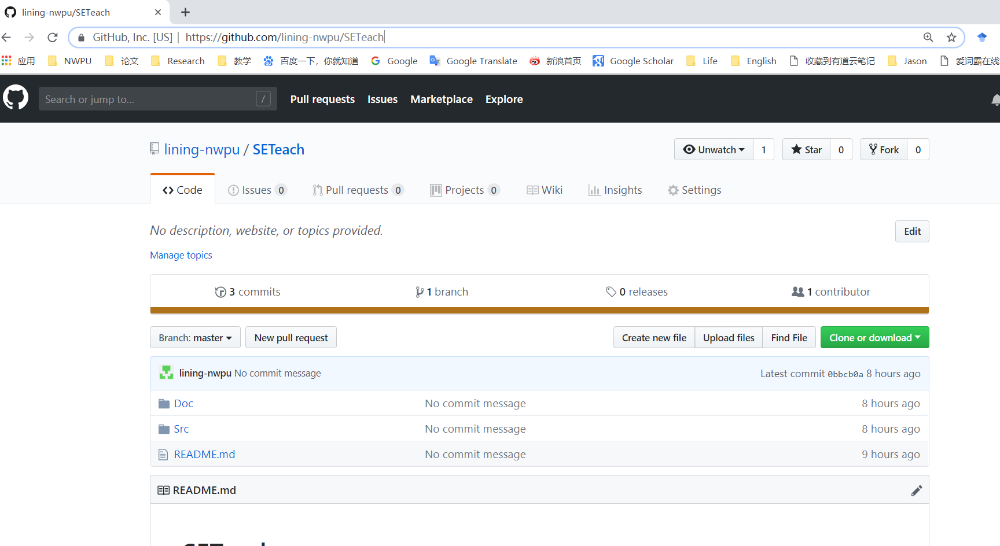 lining-nwpu/SETeach
GitHub, Inc. [US] | https://github.com/lining-nwpu/SETeach
应用 NWPU 论文 Research 教学 百度一下，你就知道 Google Google Translate 新浪首页 Google Scholar Life English 收藏到有道云笔记 Jason 爱词霸在线
Search or jump to... / Pull requests Issues Marketplace Explore
lining-nwpu / SETeach Unwatch 1 Star 0 Fork 0
Code Issues 0 Pull requests 0 Projects 0 Wiki Insights Settings
No description, website, or topics provided. Edit
Manage topics
3 commits 1 branch 0 releases 1 contributor
Branch: master New pull request Create new file Upload files Find File Clone or download
lining-nwpu No commit message Latest commit 0bbcb0a 8 hours ago
Doc No commit message 8 hours ago
Src No commit message 8 hours ago
README.md No commit message 9 hours ago
README.md